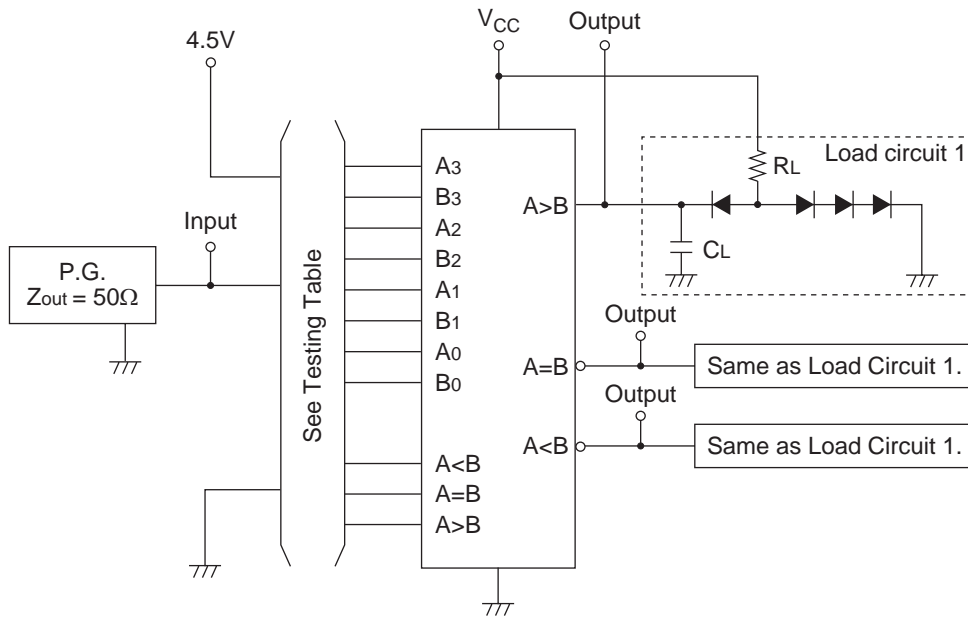 VCC
Output
4.5V
Load circuit 1
RL
A3
B3
A>B
Input
A2
CL
P.G.
Zout = 50Ω
B2
A1
B1
Output
See Testing Table
A0
A=B
Same as Load Circuit 1.
B0
Output
A<B
Same as Load Circuit 1.
A<B
A=B
A>B